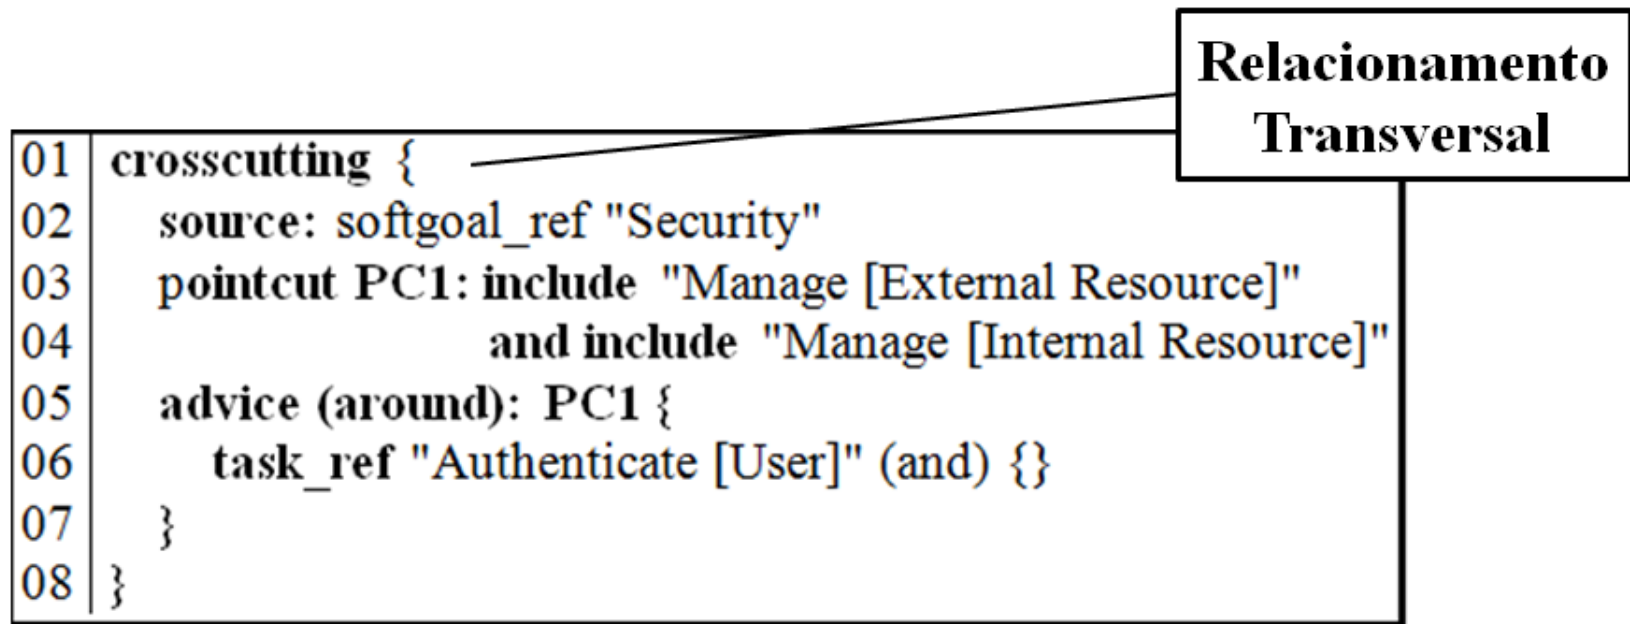 Relacionamento
Transversal
01 crosscutting {
02 source: softgoal_ref "Security"
03 pointcut PC1: include "Manage [External Resource]"
04 and include "Manage [Internal Resource]"
05 advice (around): PC1 {
06 task_ref "Authenticate [User]" (and) {}
07 }
08 }